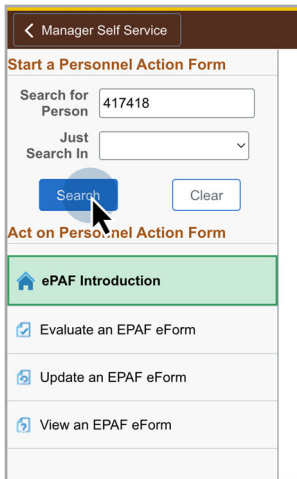 Manager Self Service
Start a Personnel Action Form
Search for
Person
417418
Just
Search In
Search
Clear
Act on Personnel Action Form
ePAF Introduction
Evaluate an EPAF eForm
Update an EPAF eForm
View an EPAF eForm